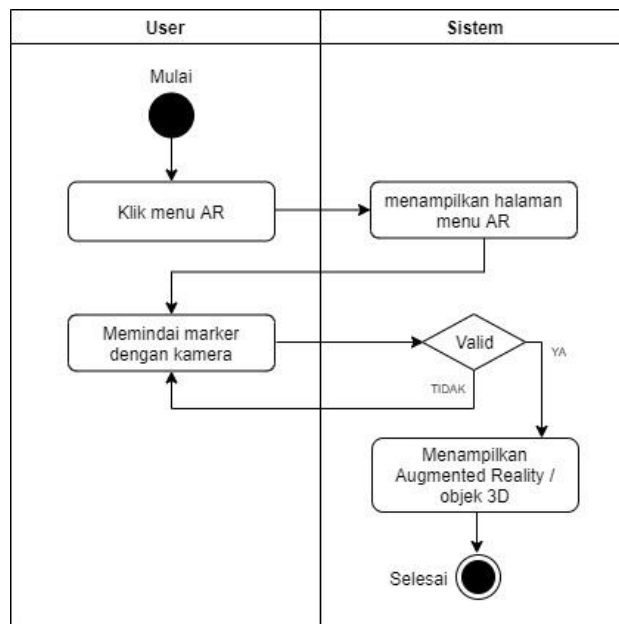 User
Sistem
Mulai
Klik menu AR
menampilkan halaman
menu AR
Memindai marker
dengan kamera
Valid
YA
TIDAK
Menampilkan
Augmented Reality /
objek 3D
Selesai